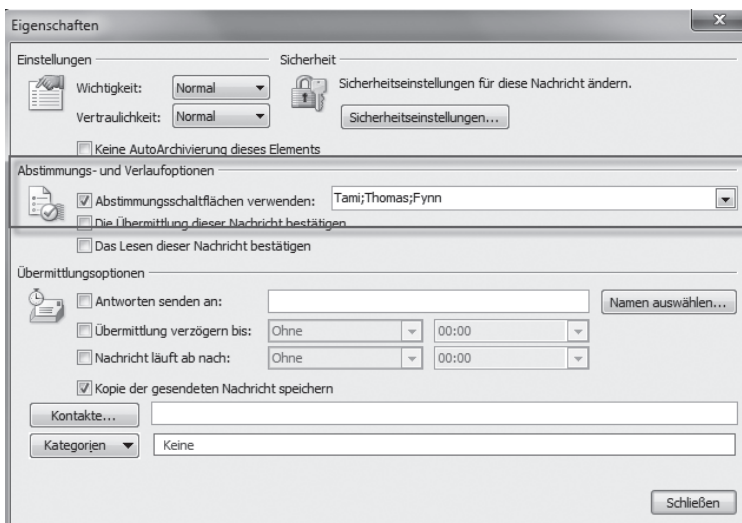 Eigenschaften
Einstellungen Sicherheit
Wichtigkeit: Normal Sicherheitseinstellungen für diese Nachricht ändern.
Vertraulichkeit: Normal Sicherheitseinstellungen...
Keine AutoArchivierung dieses Elements
Abstimmungs- und Verlaufoptionen
Abstimmungsschaltflächen verwenden: Tami;Thomas;Fynn
Die Übermittlung dieser Nachricht bestätigen
Das Lesen dieser Nachricht bestätigen
Übermittlungsoptionen
Antworten senden an: Namen auswählen...
Übermittlung verzögern bis: Ohne 00:00
Nachricht läuft ab nach: Ohne 00:00
Kopie der gesendeten Nachricht speichern
Kontakte...
Kategorien Keine
Schließen